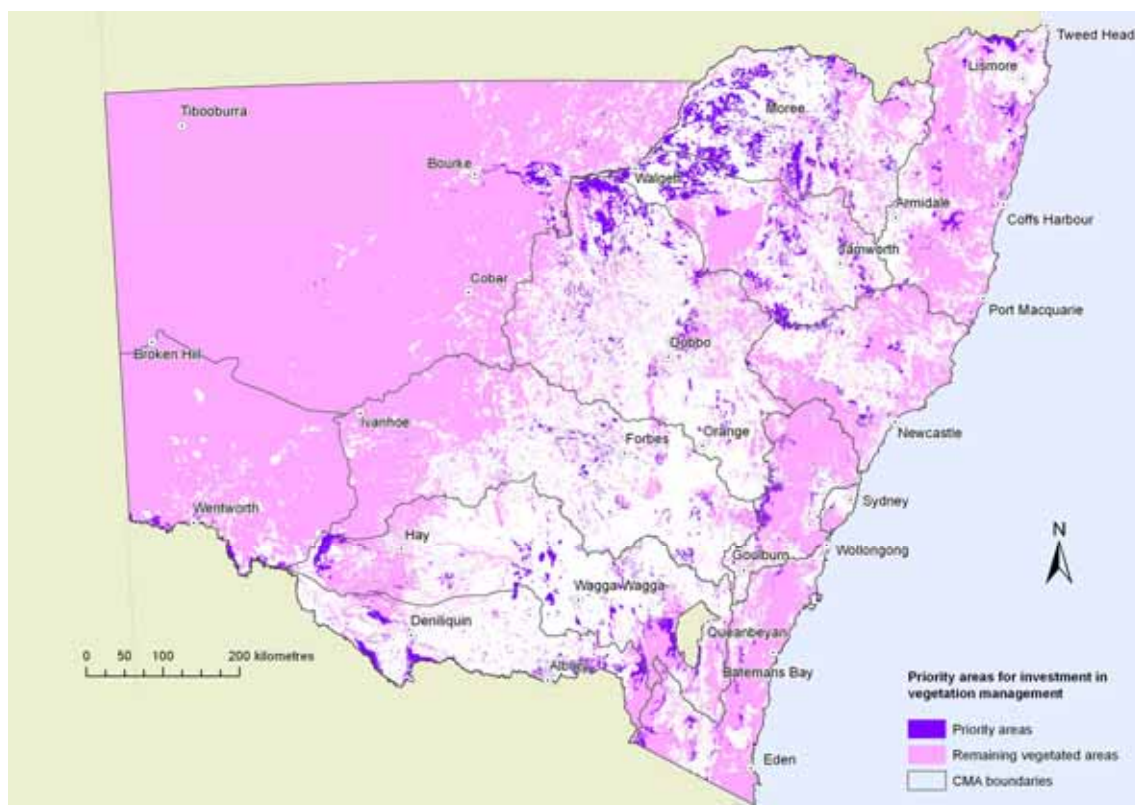 Tweed Head
Lismore
Tibooburra
Moree
Bourke
Walgett
Armidale
Coffs Harbour
Tamworth
Cobar
Port Macquarie
Dubbo
Broken Hill
Ivanhoe
Forbes
Orange
Newcastle
Sydney
Wentworth
N
Hay
Goulburn
Wollongong
Wagga Wagga
Deniliquin
Queanbeyan
0 50 100 200 kilometres
Albury
Batemans Bay
Priority areas for investment in
vegetation management
Priority areas
Remaining vegetated areas
CMA boundaries
Eden